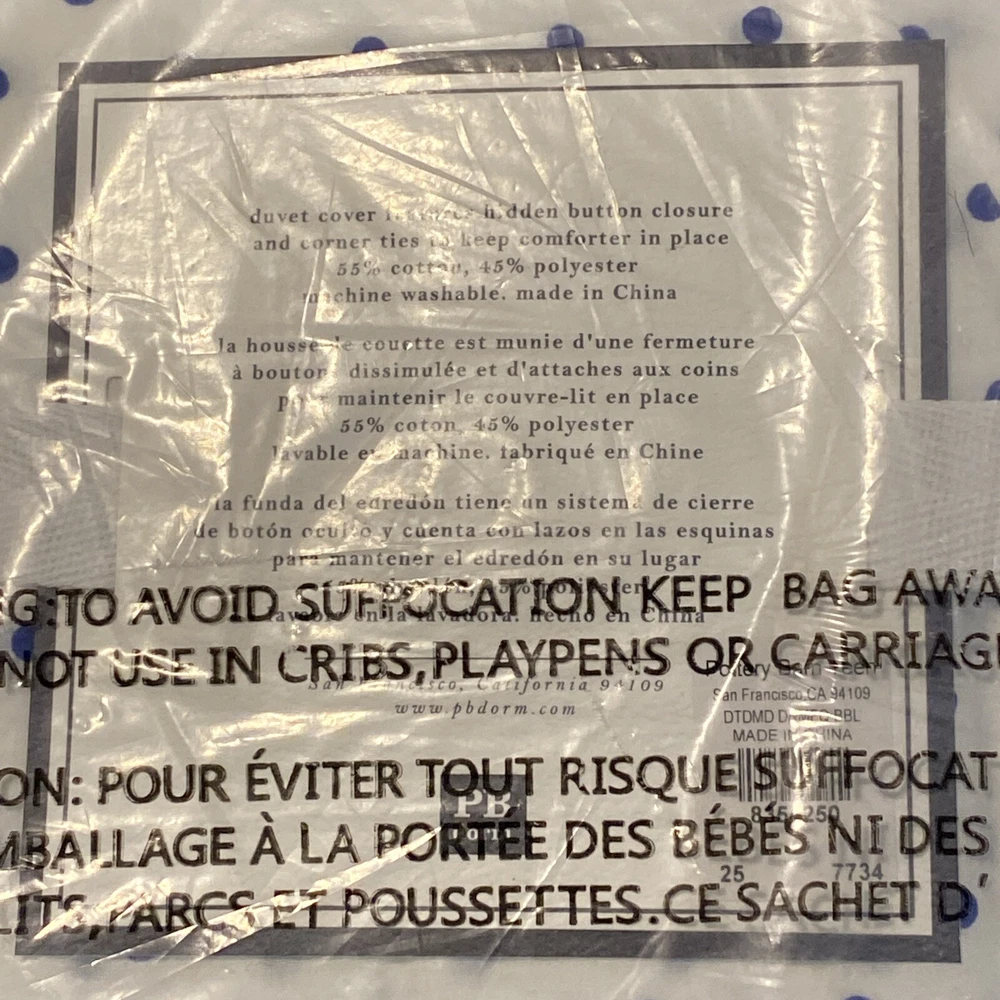 duvet cover features hidden button closure
and corner ties to keep comforter in place
55% cotton, 45% polyester
machine washable. made in China
la housse de couette est munie d'une fermeture
à bouton dissimulée et d'attaches aux coins
pour maintenir le couvre-lit en place
55% coton, 45% polyester
lavable en machine. fabriqué en Chine
la funda del edredón tiene un sistema de cierre
de botón oculto y cuenta con lazos en las esquinas
para mantener el edredón en su lugar
lavable en la lavadora. hecho en China
G:TO AVOID SUFFOCATION KEEP BAG AWA
NOT USE IN CRIBS,PLAYPENS OR CARRIAG
San Francisco, California 94109
www.pbdorm.com
Pottery Barn Teen
San Francisco,CA 94109
DTDMD BBL
MADE IN CHINA
ON: POUR ÉVITER TOUT RISQUE SUFFOCAT
PB
MBALLAGE À LA PORTÉE DES BÉBÉS NI DES
25 7734
LITS,PARCS ET POUSSETTES.CE SACHET D'